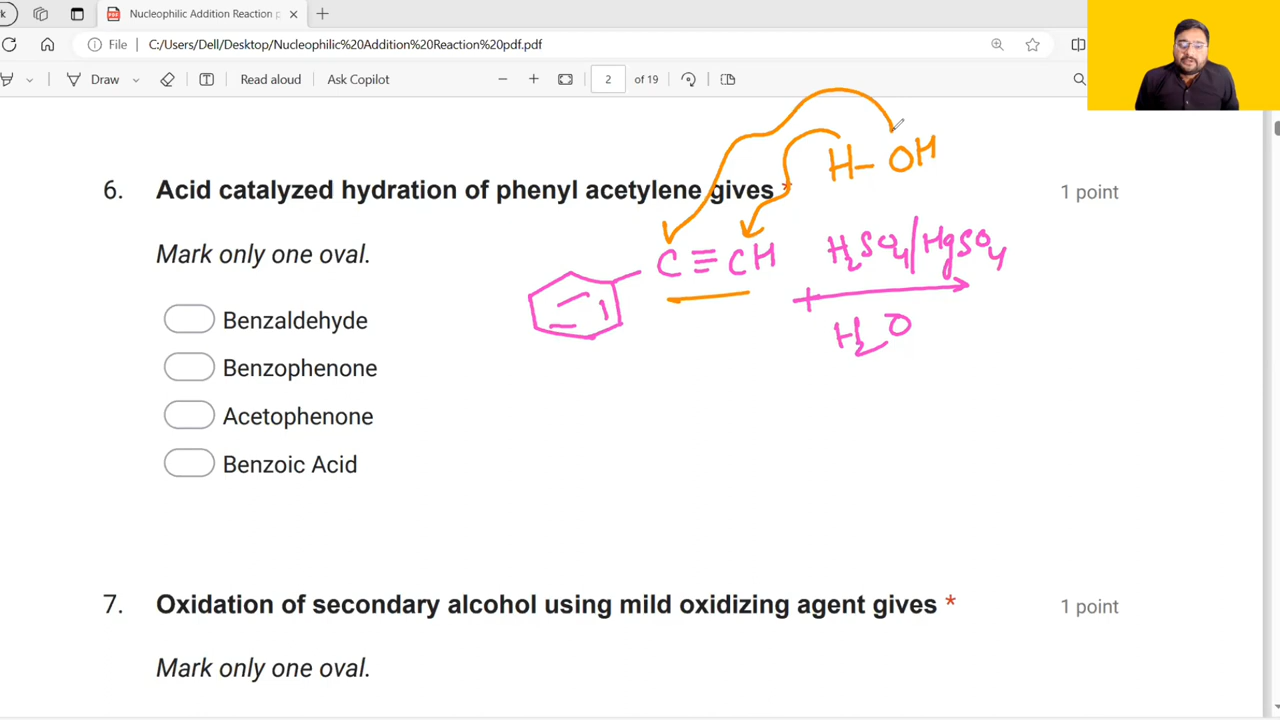 Nucleophilic Addition Reaction p
File C:/Users/Dell/Desktop/Nucleophilic%20Addition%20Reaction%20pdf.pdf
Draw Read aloud Ask Copilot 2 of 19
H-OH
6. Acid catalyzed hydration of phenyl acetylene gives * 1 point
C≡CH H2SO4/HgSO4
+ H2O
Mark only one oval.
Benzaldehyde
Benzophenone
Acetophenone
Benzoic Acid
7. Oxidation of secondary alcohol using mild oxidizing agent gives * 1 point
Mark only one oval.